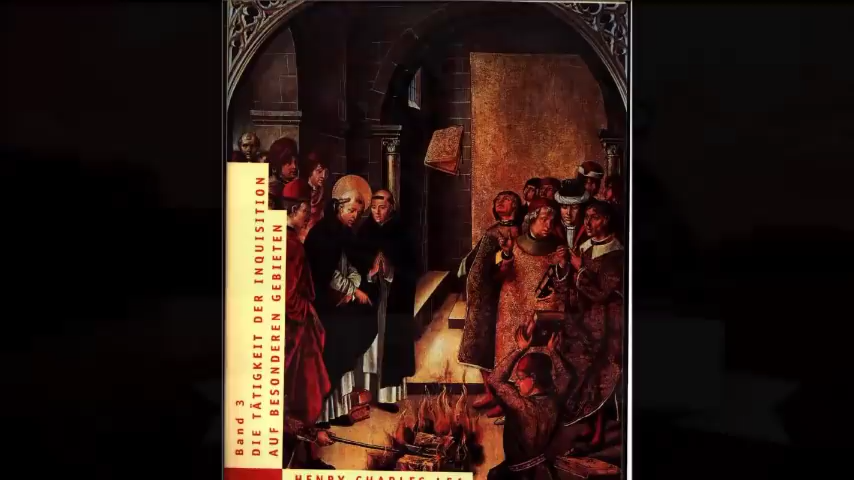 Band 3
DIE TÄTIGKEIT DER INQUISITION
AUF BESONDEREN GEBIETEN
HENRY CHARLES LEA